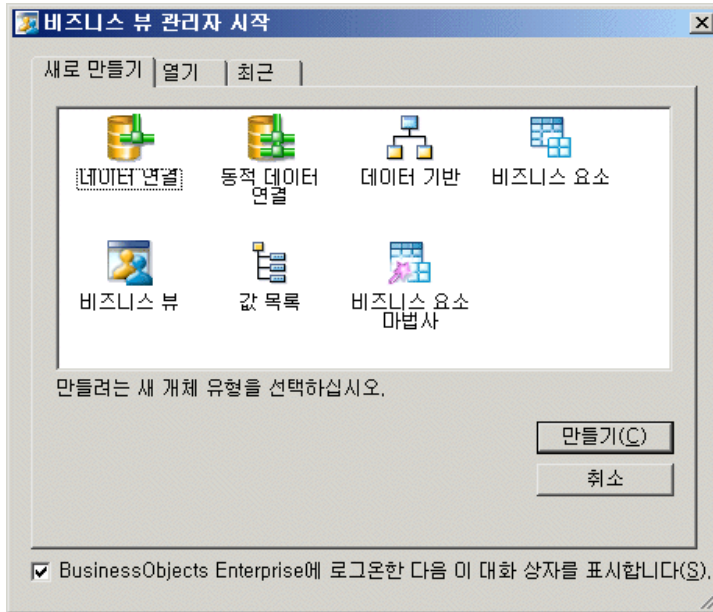 비즈니스 뷰 관리자 시작
새로 만들기 열기 최근
데이터 연결 동적 데이터 연결 데이터 기반 비즈니스 요소
비즈니스 뷰 값 목록 비즈니스 요소 마법사
만들려는 새 개체 유형을 선택하십시오.
만들기(C)
취소
BusinessObjects Enterprise에 로그온한 다음 이 대화 상자를 표시합니다(S).